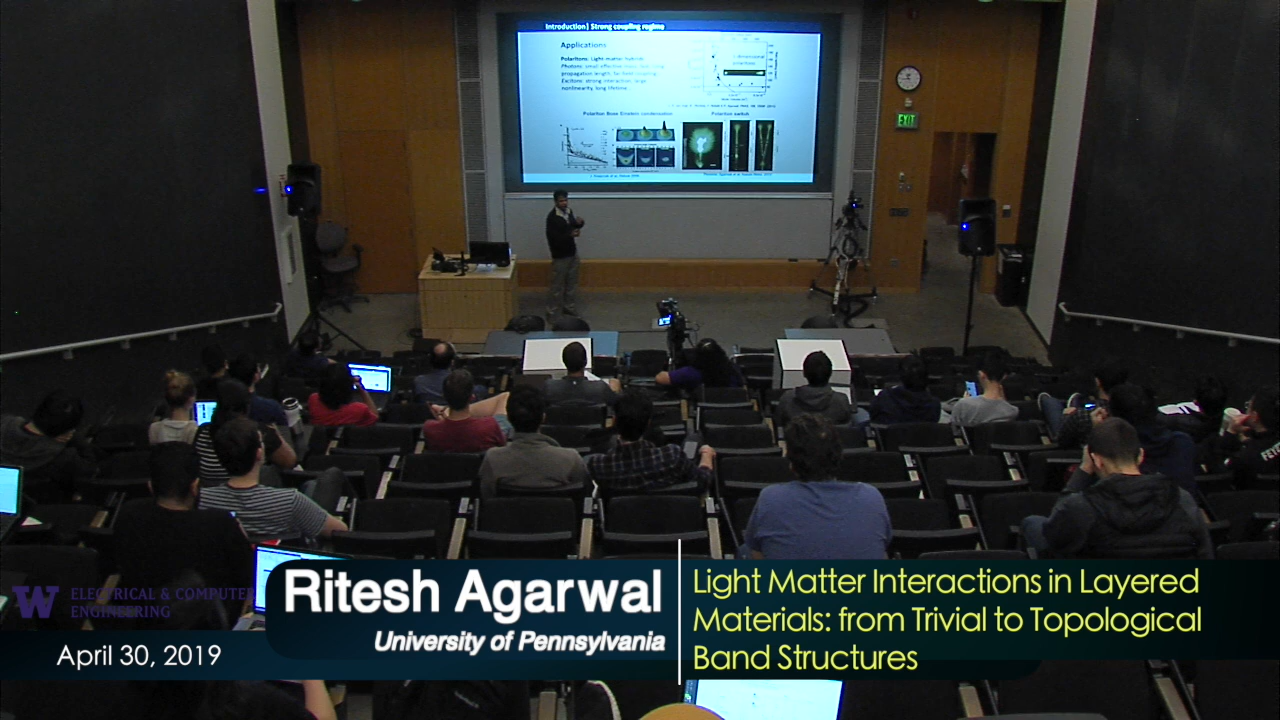 Introduction| Strong coupling regime
Applications
Polaritons: Light-matter hybrids
Photons: small effective mass,
propagation length, far-field coupling
Excitons: strong interaction, large
nonlinearity, long lifetime
Polariton Bose Einstein condensation
Polariton switch
EXIT
W ELECTRICAL & COMPUTER
ENGINEERING
April 30, 2019
Ritesh Agarwal
University of Pennsylvania
Light Matter Interactions in Layered
Materials: from Trivial to Topological
Band Structures